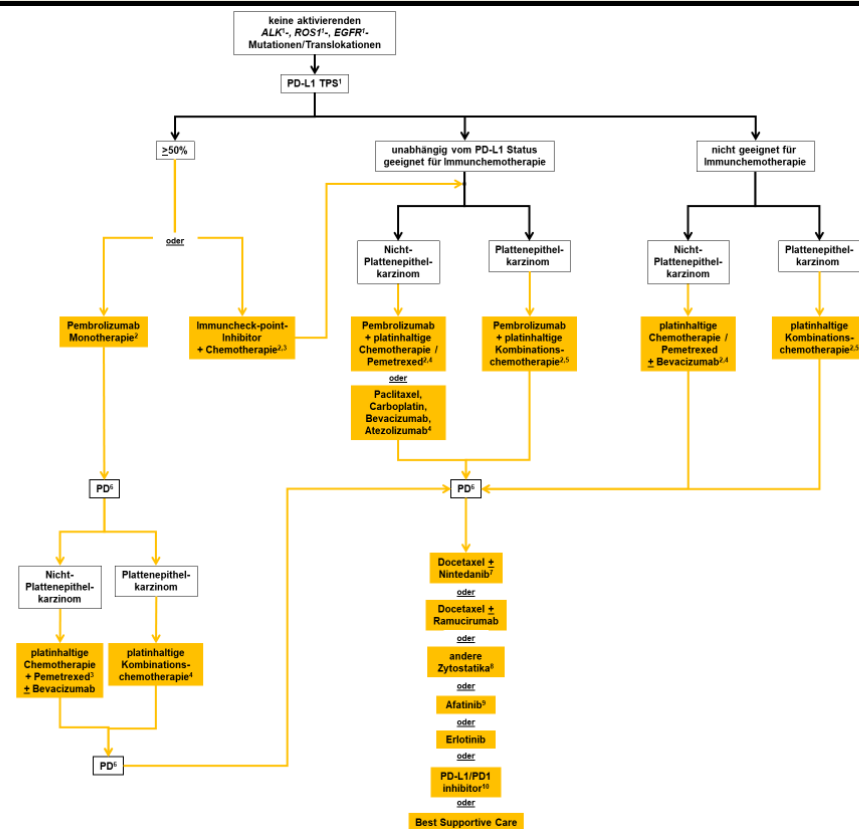 keine aktivierenden
ALK¹-, ROS1¹-, EGFR¹-
Mutationen/Translokationen
PD-L1 TPS¹
≥50%
unabhängig vom PD-L1 Status
geeignet für Immunchemotherapie
nicht geeignet für
Immunchemotherapie
oder
Nicht-
Plattenepithel-
karzinom
Plattenepithel-
karzinom
Nicht-
Plattenepithel-
karzinom
Plattenepithel-
karzinom
Pembrolizumab
Monotherapie²
Immuncheck-point-
Inhibitor
+ Chemotherapie²,³
Pembrolizumab
+ platinhaltige
Chemotherapie /
Pemetrexed²,⁴
oder
Paclitaxel,
Carboplatin,
Bevacizumab,
Atezolizumab⁴
Pembrolizumab
+ platinhaltige
Kombinations-
chemotherapie²,⁵
platinhaltige
Chemotherapie /
Pemetrexed
± Bevacizumab²,⁴
platinhaltige
Kombinations-
chemotherapie²,⁵
PD⁶
PD⁶
Nicht-
Plattenepithel-
karzinom
Plattenepithel-
karzinom
platinhaltige
Chemotherapie
+ Pemetrexed³
± Bevacizumab
platinhaltige
Kombinations-
chemotherapie⁴
PD⁶
Docetaxel ±
Nintedanib⁷
oder
Docetaxel ±
Ramucirumab
oder
andere
Zytostatika⁸
oder
Afatinib⁹
oder
Erlotinib
oder
PD-L1/PD1
inhibitor¹⁰
oder
Best Supportive Care